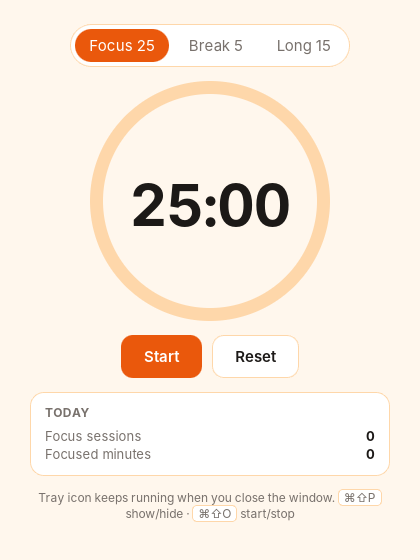 Focus 25 Break 5 Long 15
25:00
Start Reset
TODAY
Focus sessions 0
Focused minutes 0
Tray icon keeps running when you close the window. ⌘⇧P
show/hide · ⌘⇧O start/stop